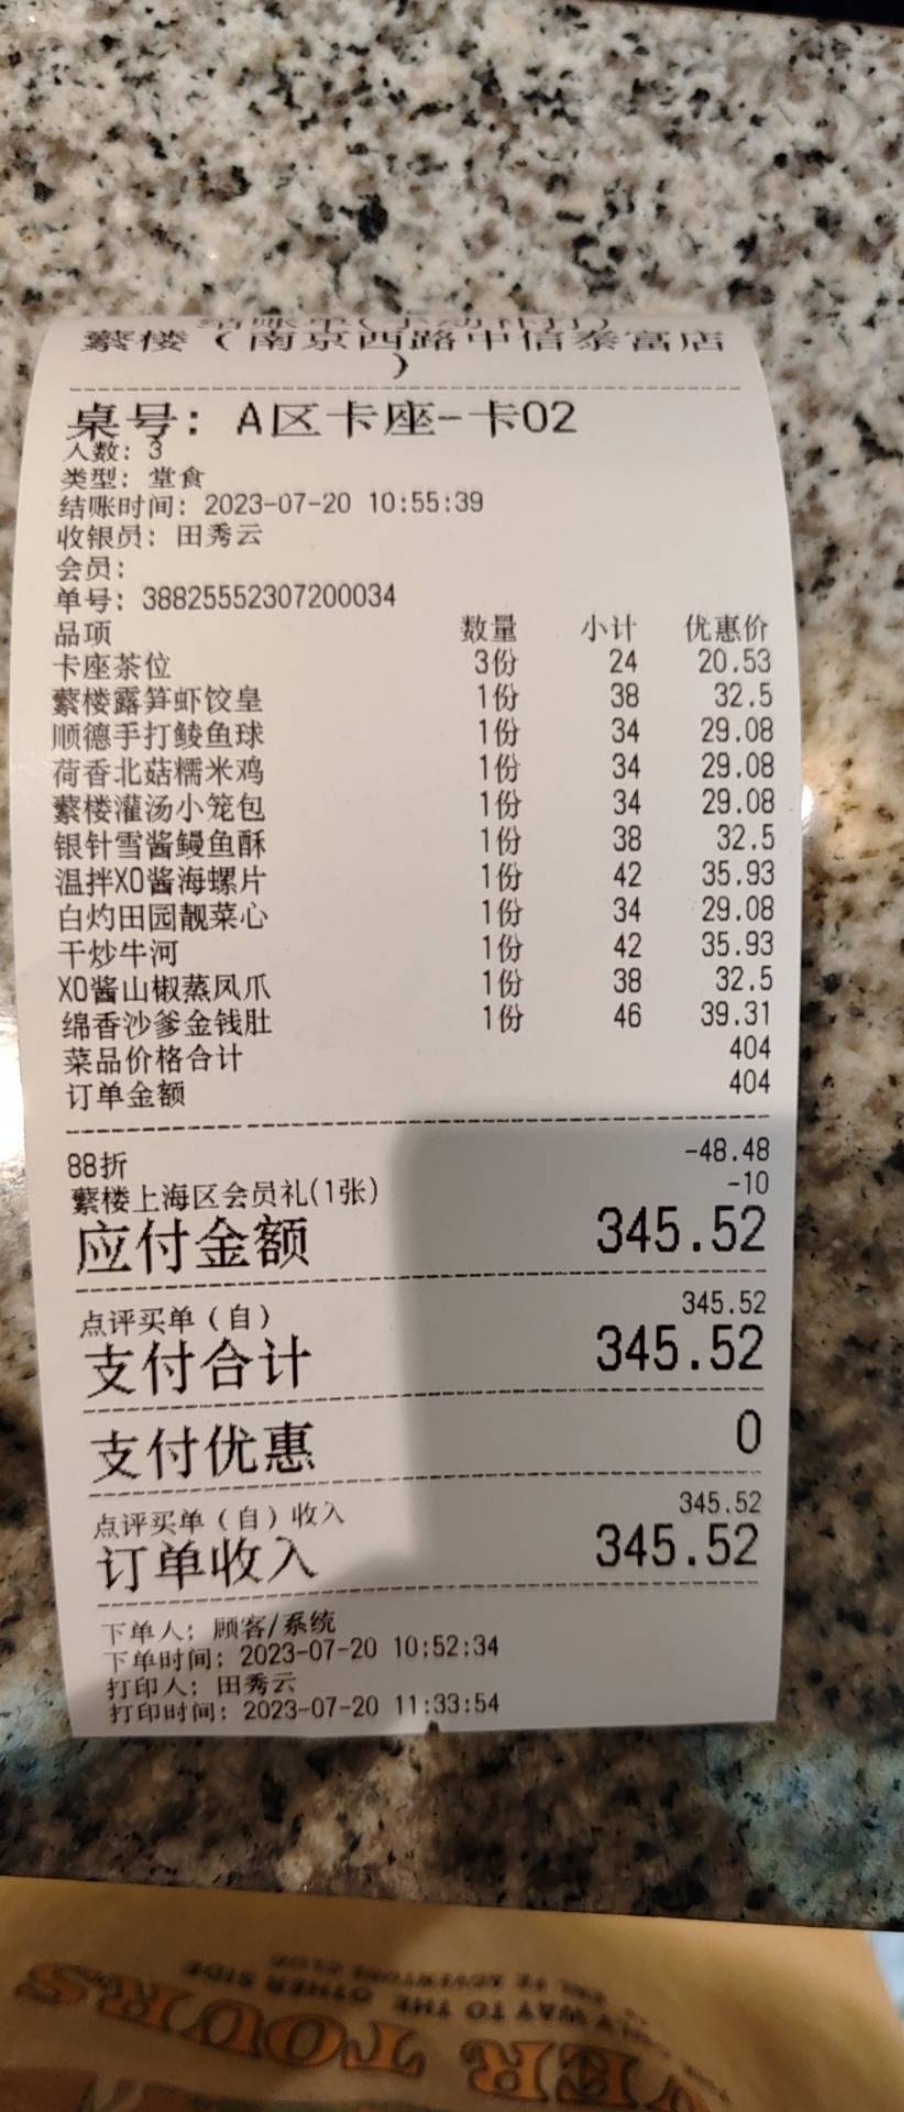 蘩楼（南京西路中信泰富店
）
桌号：A区卡座-卡02
人数：3
类型：堂食
结账时间：2023-07-20 10:55:39
收银员：田秀云
会员：
单号：388255552307200034
品项 数量 小计 优惠价
卡座茶位 3份 24 20.53
蘩楼露笋虾饺皇 1份 38 32.5
顺德手打鲮鱼球 1份 34 29.08
荷香北菇糯米鸡 1份 34 29.08
蘩楼灌汤小笼包 1份 34 29.08
银针雪酱鳗鱼酥 1份 38 32.5
温拌XO酱海螺片 1份 42 35.93
白灼田园靓菜心 1份 34 29.08
干炒牛河 1份 42 35.93
XO酱山椒蒸凤爪 1份 38 32.5
绵香沙爹金钱肚 1份 46 39.31
菜品价格合计 404
订单金额 404
88折 -48.48
蘩楼上海区会员礼(1张) -10
应付金额 345.52
点评买单（自） 345.52
支付合计 345.52
支付优惠 0
点评买单（自）收入 345.52
订单收入 345.52
下单人：顾客/系统
下单时间：2023-07-20 10:52:34
打印人：田秀云
打印时间：2023-07-20 11:33:54
WAY TO THE OTHER SIDE
VER TOURS